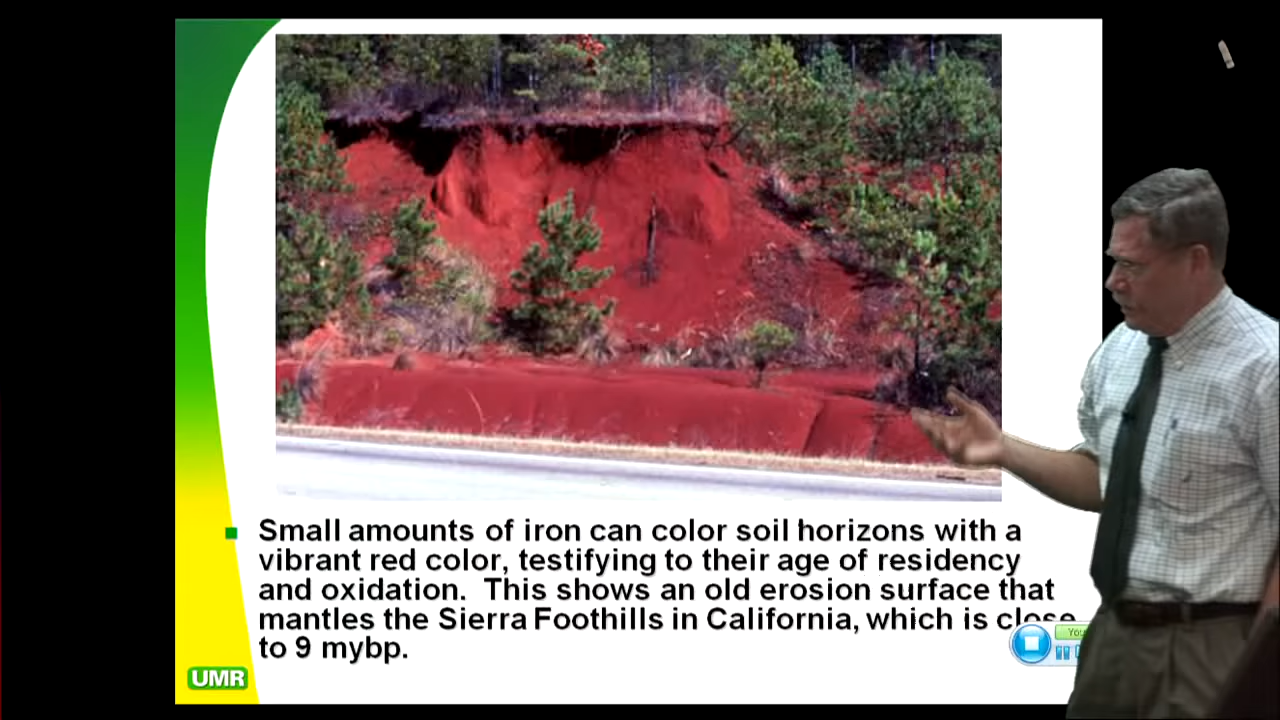 Small amounts of iron can color soil horizons with a
vibrant red color, testifying to their age of residency
and oxidation. This shows an old erosion surface that
mantles the Sierra Foothills in California, which is close
to 9 mybp.
You
UMR